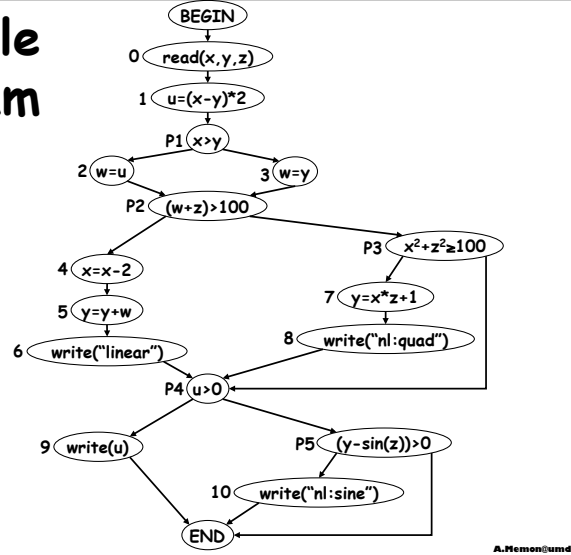 le
m
BEGIN
0 read(x,y,z)
1 u=(x-y)*2
P1 x>y
2 w=u
3 w=y
P2 (w+z)>100
P3 x²+z²≥100
4 x=x-2
7 y=x*z+1
5 y=y+w
8 write("nl:quad")
6 write("linear")
P4 u>0
9 write(u)
P5 (y-sin(z))>0
10 write("nl:sine")
END
A.Memon@umd